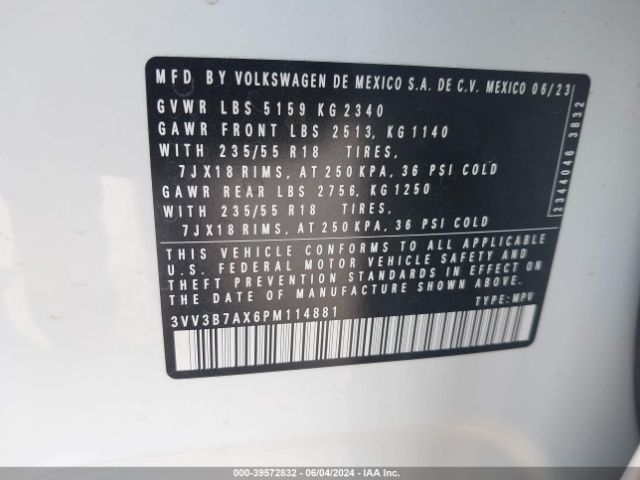 MFD BY VOLKSWAGEN DE MEXICO S.A. DE C.V. MEXICO 06/23
GVWR LBS 5159 KG 2340
GAWR FRONT LBS 2513, KG 1140
WITH 235/55 R18 TIRES,
7JX18 RIMS, AT 250 KPA, 36 PSI COLD
GAWR REAR LBS 2756, KG 1250
WITH 235/55 R18 TIRES,
7JX18 RIMS, AT 250 KPA, 36 PSI COLD
THIS VEHICLE CONFORMS TO ALL APPLICABLE
U.S. FEDERAL MOTOR VEHICLE SAFETY AND
THEFT PREVENTION STANDARDS IN EFFECT ON
THE DATE OF MANUFACTURE SHOWN ABOVE.
3VV3B7AX6PM114881 TYPE: MPV
2344046 3832
000-39572832 - 06/04/2024 - IAA Inc.